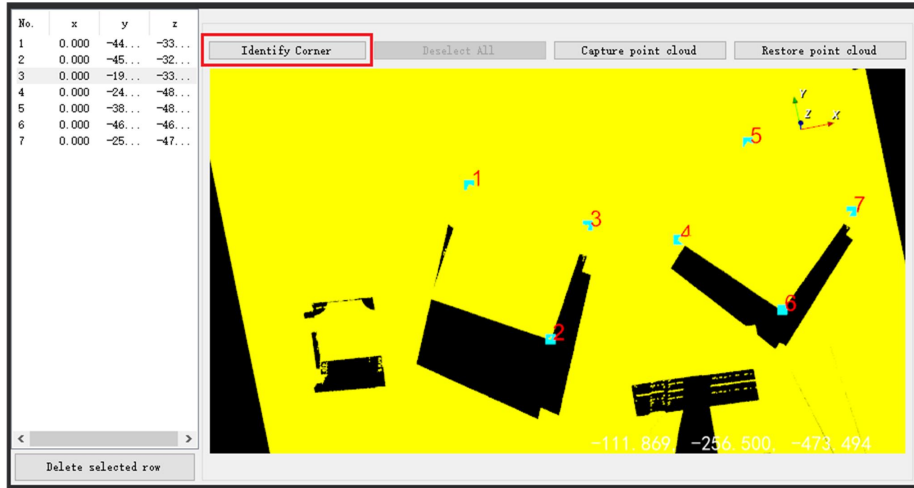 No. x y z
1 0.000 -44... -33...
2 0.000 -45... -32...
3 0.000 -19... -33...
4 0.000 -24... -48...
5 0.000 -38... -48...
6 0.000 -46... -46...
7 0.000 -25... -47...
Delete selected row
Identify Corner Deselect All Capture point cloud Restore point cloud
Y
Z X
5
1
7
3
4
6
2
-111.869, -256.500, -473.494